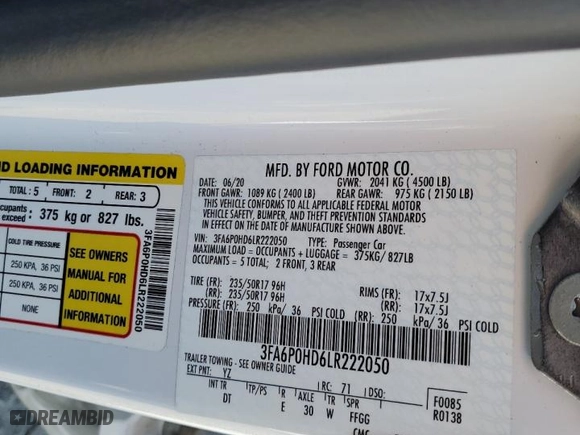 ND LOADING INFORMATION
TOTAL: 5 FRONT: 2 REAR: 3
occupants exceed: 375 kg or 827 lbs.
COLD TIRE PRESSURE
250 KPA, 36 PSI
250 KPA, 36 PSI
NONE
SEE OWNERS
MANUAL FOR
ADDITIONAL
INFORMATION
3FA6P0HD6LR222050
MFD. BY FORD MOTOR CO.
DATE: 06/20 GVWR: 2041 KG (4500 LB)
FRONT GAWR: 1089 KG (2400 LB) REAR GAWR: 975 KG (2150 LB)
THIS VEHICLE CONFORMS TO ALL APPLICABLE FEDERAL MOTOR
VEHICLE SAFETY, BUMPER, AND THEFT PREVENTION STANDARDS
IN EFFECT ON THE DATE OF MANUFACTURE SHOWN ABOVE.
VIN: 3FA6P0HD6LR222050 TYPE: Passenger Car
MAXIMUM LOAD = OCCUPANTS + LUGGAGE = 375KG/ 827LB
OCCUPANTS = 5 TOTAL; 2 FRONT, 3 REAR
TIRE (FR): 235/50R17 96H RIMS (FR): 17x7.5J
(RR): 235/50R17 96H (RR): 17x7.5J
PRESSURE (FR): 250 kPa/ 36 PSI COLD (RR): 250 kPa/ 36 PSI COLD
3FA6P0HD6LR222050
TRAILER TOWING - SEE OWNER GUIDE
EXT PNT: YZ RC: 71 DSO: F0085
INT TR TP/PS R AXLE TR SPR R0138
DT E 30 W FFGG
DREAMBID